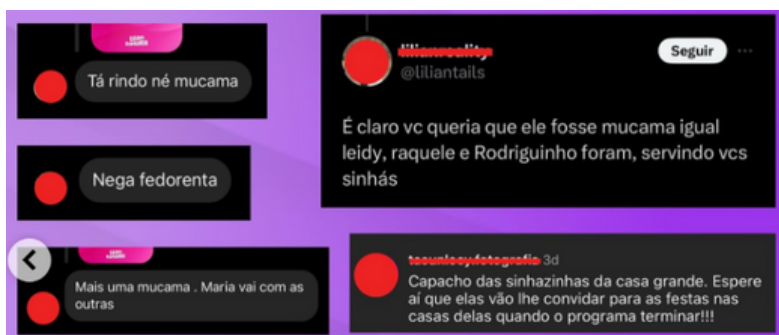 Tá rindo né mucama
Nega fedorenta
Mais uma mucama . Maria vai com as
outras
lilianreality
@liliantails
Seguir
É claro vc queria que ele fosse mucama igual
leidy, raquele e Rodriguinho foram, servindo vcs
sinhás
3d
Capacho das sinhazinhas da casa grande. Espere
aí que elas vão lhe convidar para as festas nas
casas delas quando o programa terminar!!!